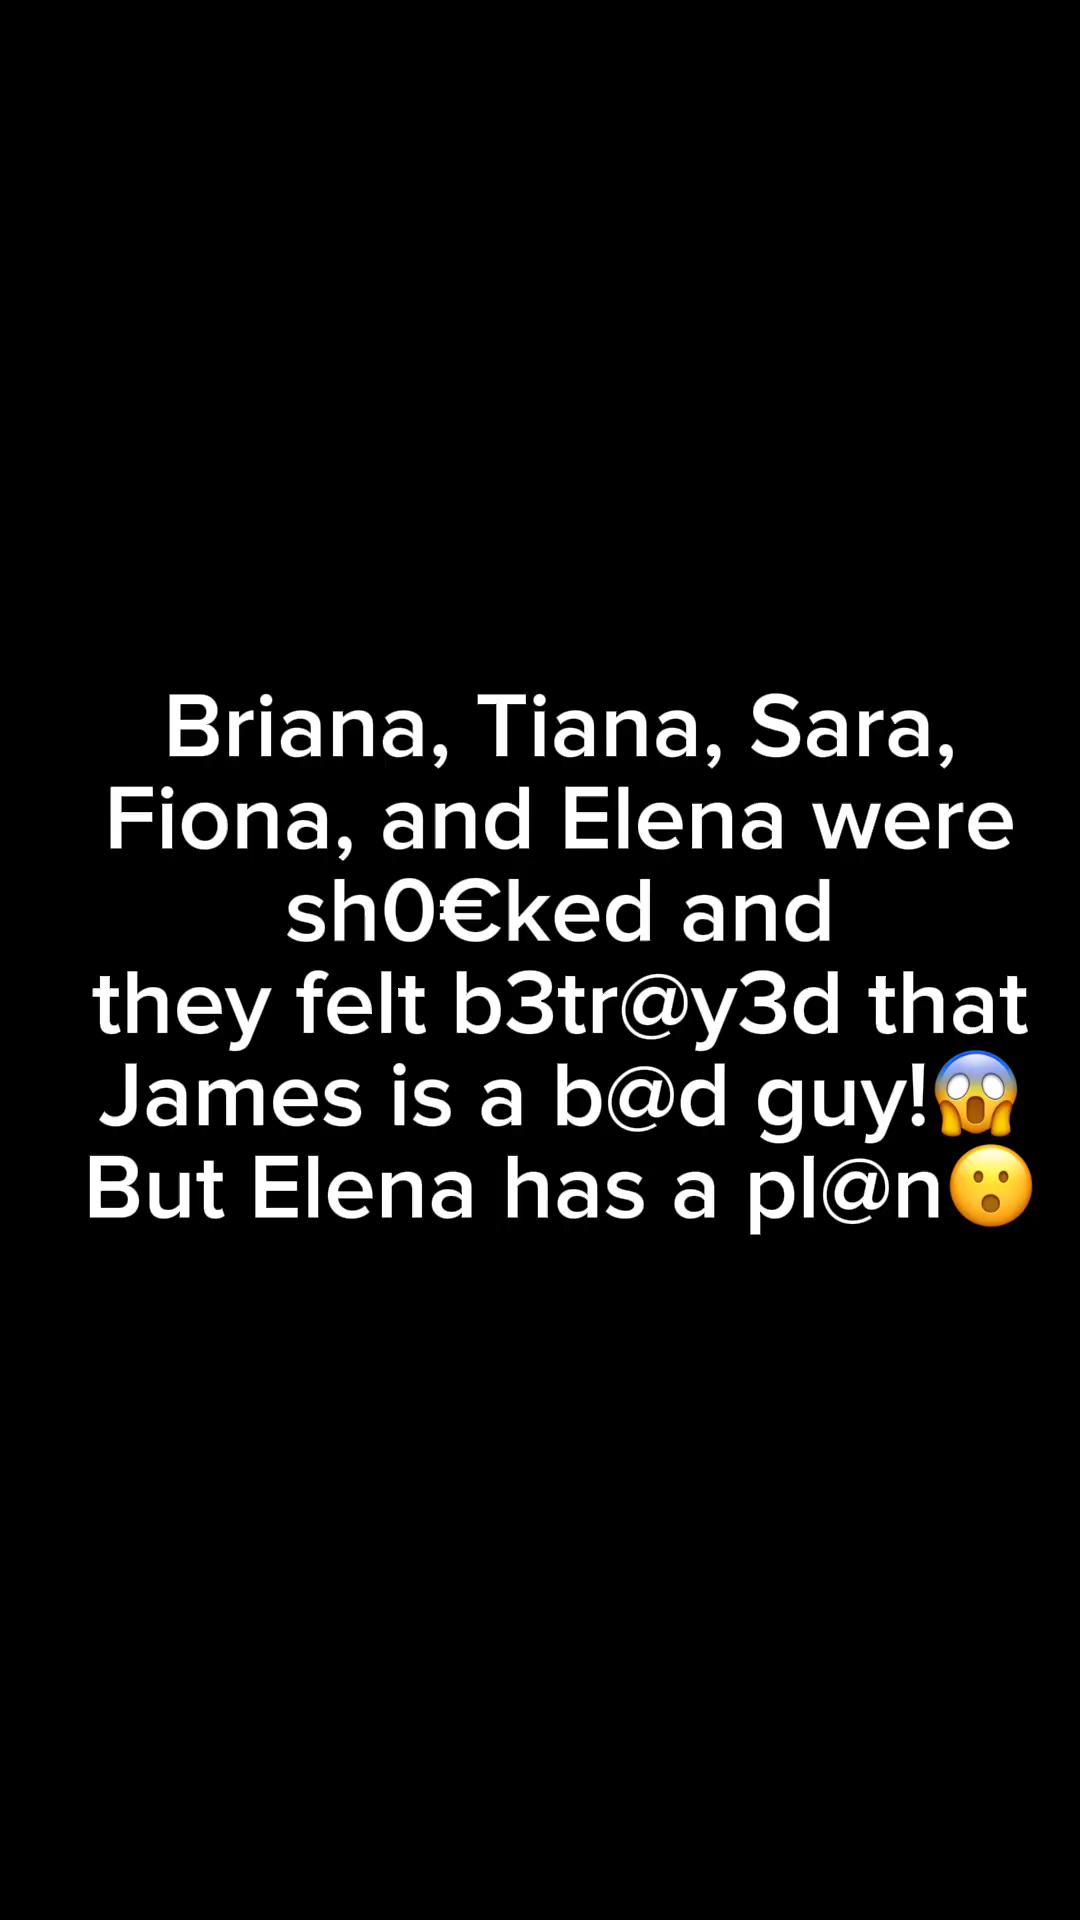 Briana, Tiana, Sara,
Fiona, and Elena were
sh0€ked and
they felt b3tr@y3d that
James is a b@d guy!😱
But Elena has a pl@n😮